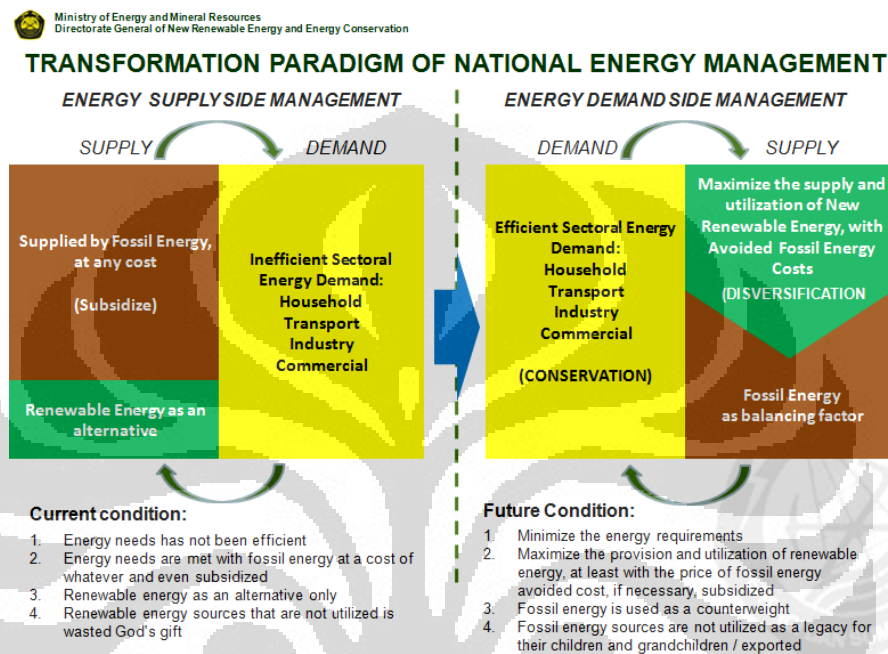 Ministry of Energy and Mineral Resources
Directorate General of New Renewable Energy and Energy Conservation
TRANSFORMATION PARADIGM OF NATIONAL ENERGY MANAGEMENT
ENERGY SUPPLY SIDE MANAGEMENT
SUPPLY
DEMAND
Supplied by Fossil Energy,
at any cost
(Subsidize)
Renewable Energy as an
alternative
Inefficient Sectoral
Energy Demand:
Household
Transport
Industry
Commercial
Current condition:
1. Energy needs has not been efficient
2. Energy needs are met with fossil energy at a cost of
whatever and even subsidized
3. Renewable energy as an alternative only
4. Renewable energy sources that are not utilized is
wasted God's gift
ENERGY DEMAND SIDE MANAGEMENT
DEMAND
SUPPLY
Efficient Sectoral Energy
Demand:
Household
Transport
Industry
Commercial
(CONSERVATION)
Maximize the supply and
utilization of New
Renewable Energy, with
Avoided Fossil Energy
Costs
(DISVERSIFICATION
Fossil Energy
as balancing factor
Future Condition:
1. Minimize the energy requirements
2. Maximize the provision and utilization of renewable
energy, at least with the price of fossil energy
avoided cost, if necessary, subsidized
3. Fossil energy is used as a counterweight
4. Fossil energy sources are not utilized as a legacy for
their children and grandchildren / exported